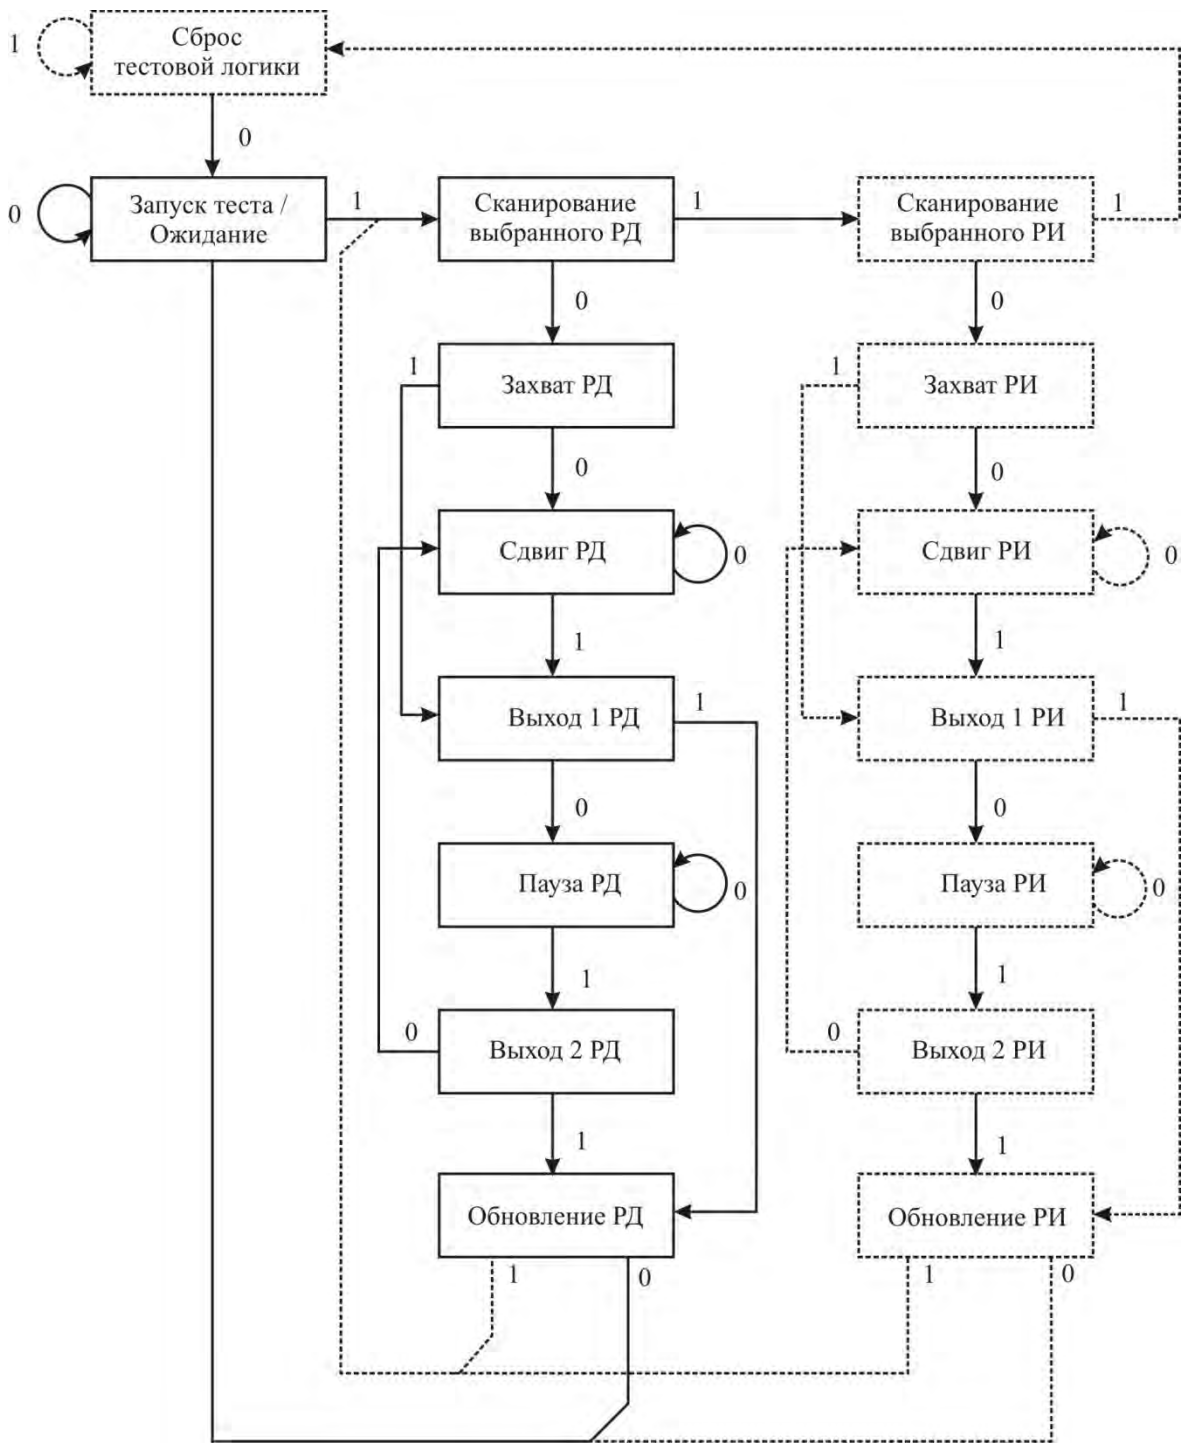 1
Сброс
тестовой логики
0
0
Запуск теста /
Ожидание
1
Сканирование
выбранного РД
1
Сканирование
выбранного РИ
1
0
0
1
Захват РД
1
Захват РИ
0
0
Сдвиг РД
0
Сдвиг РИ
0
1
1
Выход 1 РД
1
Выход 1 РИ
1
0
0
Пауза РД
0
Пауза РИ
0
1
1
0
Выход 2 РД
0
Выход 2 РИ
1
1
Обновление РД
Обновление РИ
1
0
1
0